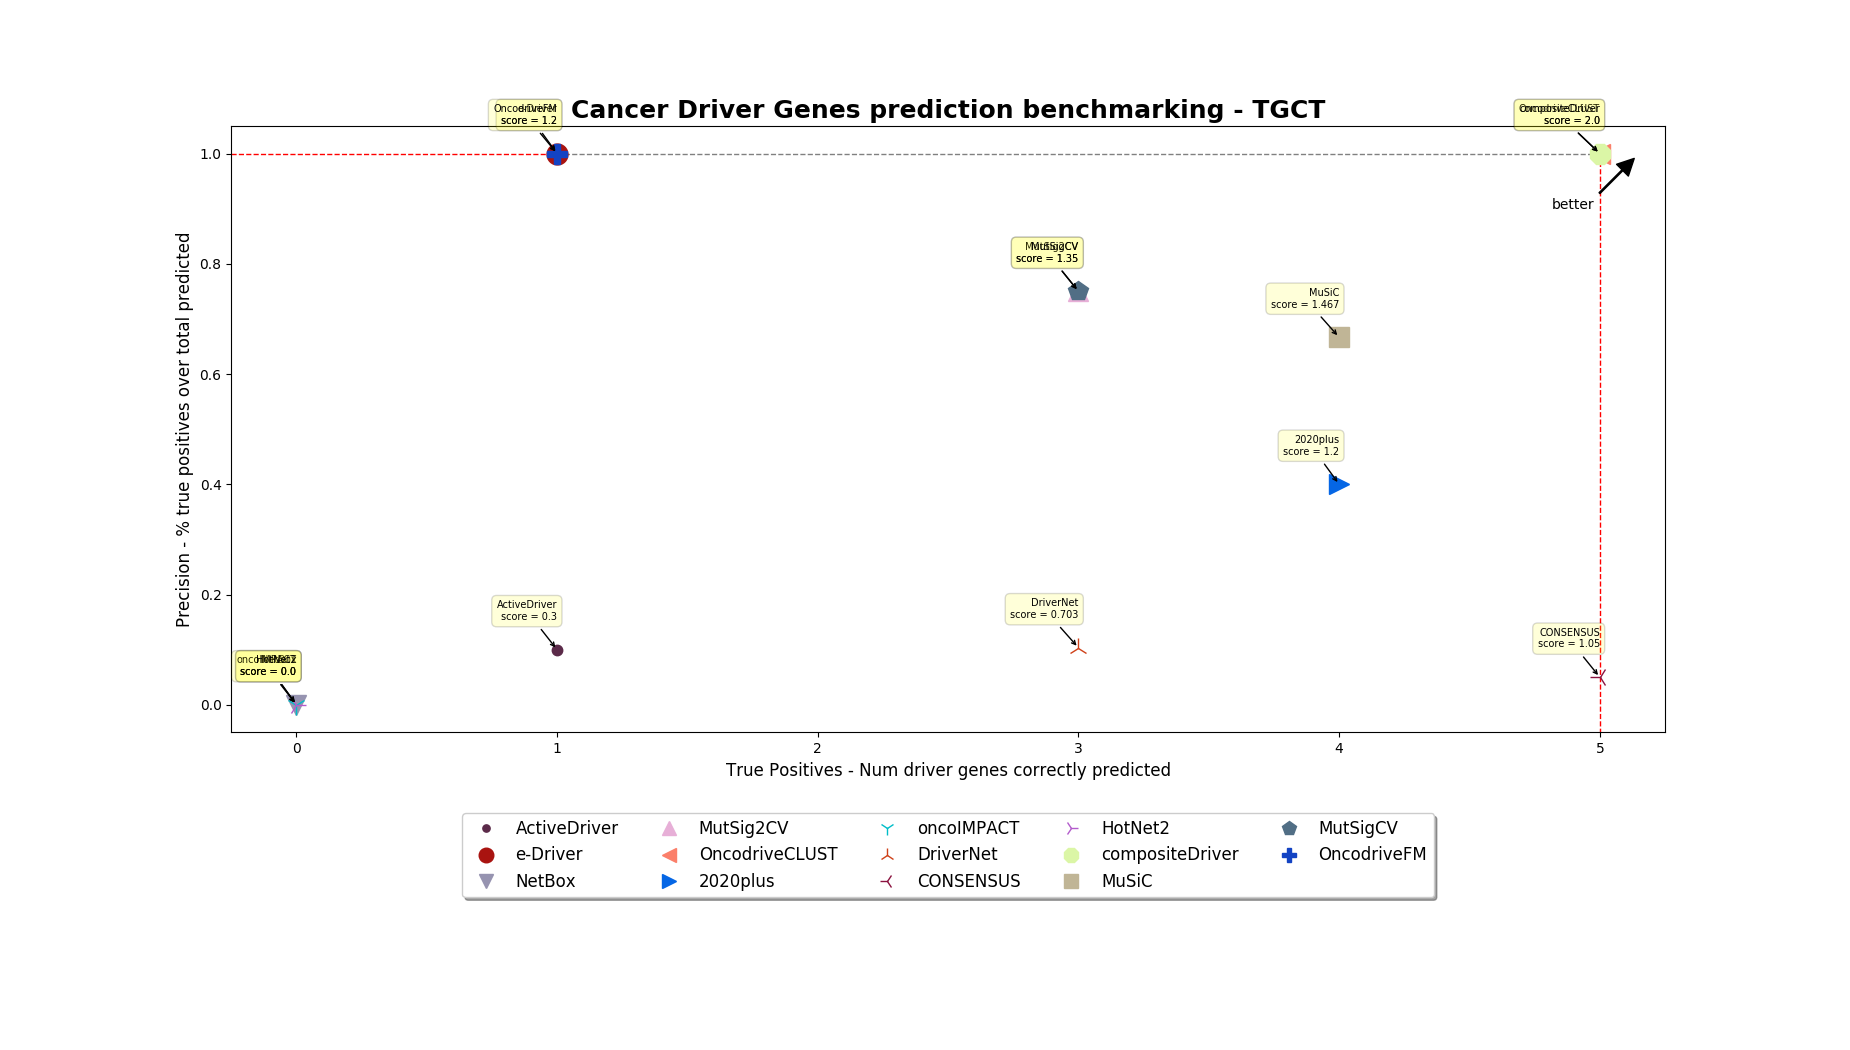 Cancer Driver Genes prediction benchmarking - TGCT
score = 1.2
score = 2.0
1.0
better
MutSigCV
score = 1.35
0.8
MuSiC
score = 1.467
0.6
2020plus
score = 1.2
0.4
ActiveDriver
score = 0.3
DriverNet
score = 0.703
0.2
CONSENSUS
score = 1.05
score = 0.0
0.0
Precision - % true positives over total predicted
0 1 2 3 4 5
True Positives - Num driver genes correctly predicted
ActiveDriver MutSig2CV oncoIMPACT HotNet2 MutSigCV
e-Driver OncodriveCLUST DriverNet compositeDriver OncodriveFM
NetBox 2020plus CONSENSUS MuSiC